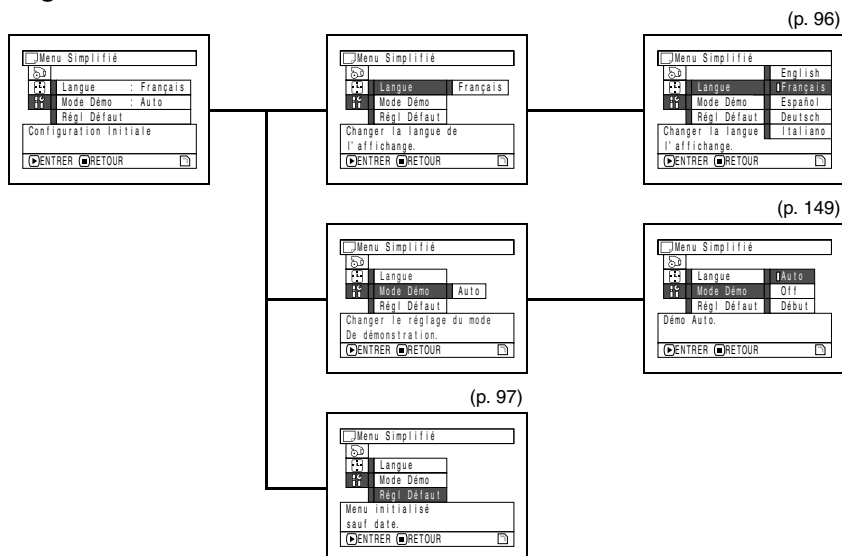 (p. 96)
Menu Simplifié
Langue : Français
Mode Démo : Auto
Régl Défaut
Configuration Initiale
ENTRER RETOUR
Menu Simplifié
Langue Français
Mode Démo
Régl Défaut
Changer la langue de
l'affichange.
ENTRER RETOUR
Menu Simplifié
English
Langue Français
Mode Démo Español
Régl Défaut Deutsch
Changer la langue Italiano
l'affichange.
ENTRER RETOUR
(p. 149)
Menu Simplifié
Langue
Mode Démo Auto
Régl Défaut
Changer le réglage du mode
De démonstration.
ENTRER RETOUR
Menu Simplifié
Langue Auto
Mode Démo Off
Régl Défaut Début
Démo Auto.
ENTRER RETOUR
(p. 97)
Menu Simplifié
Langue
Mode Démo
Régl Défaut
Menu initialisé
sauf date.
ENTRER RETOUR